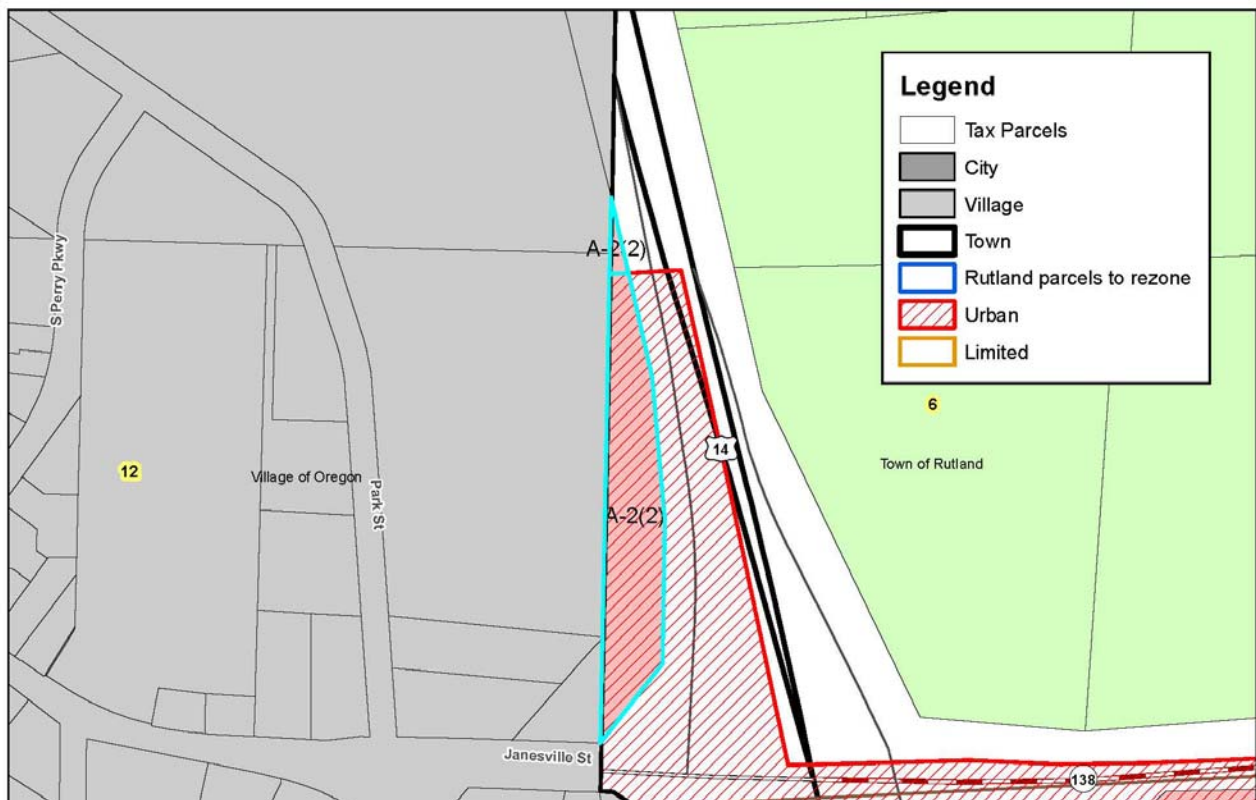 Legend
Tax Parcels
City
Village
Town
Rutland parcels to rezone
Urban
Limited
S Perry Pkwy
A-2(2)
6
14
12
Village of Oregon
Town of Rutland
Park St
A-2(2)
Janesville St
138